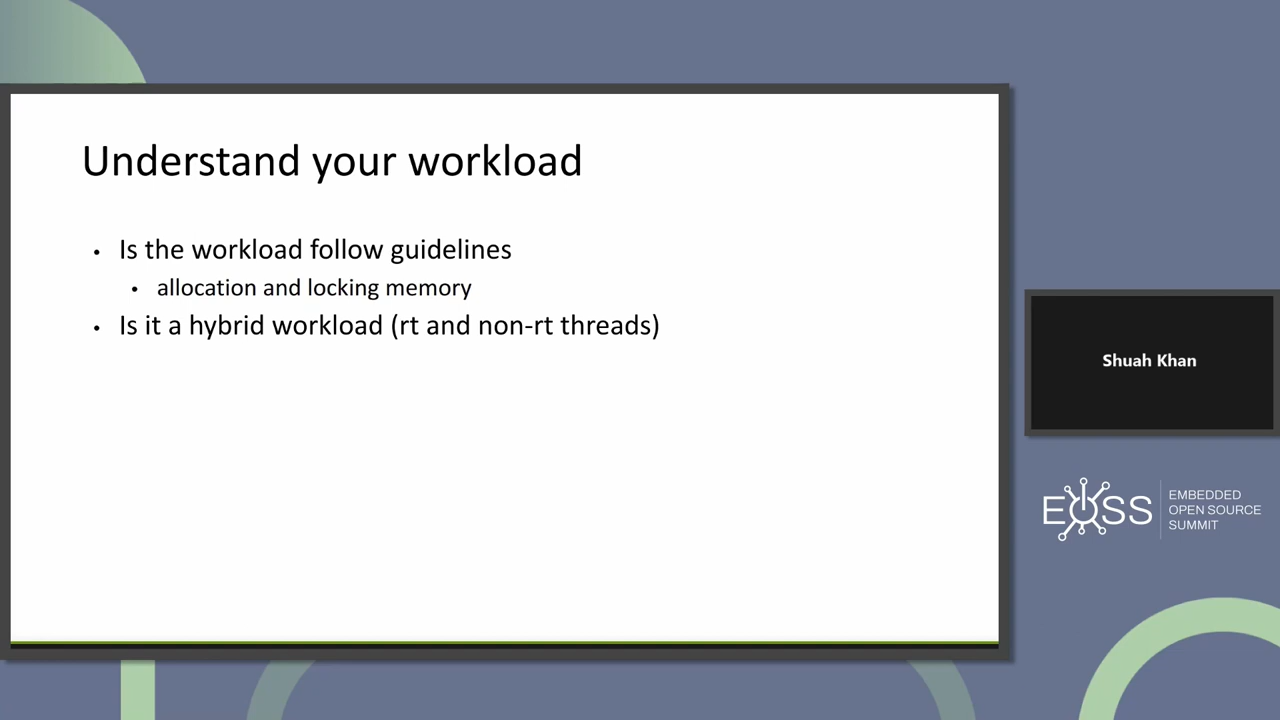 Understand your workload
• Is the workload follow guidelines
• allocation and locking memory
• Is it a hybrid workload (rt and non-rt threads)
Shuah Khan
EOSS
EMBEDDED
OPEN SOURCE
SUMMIT